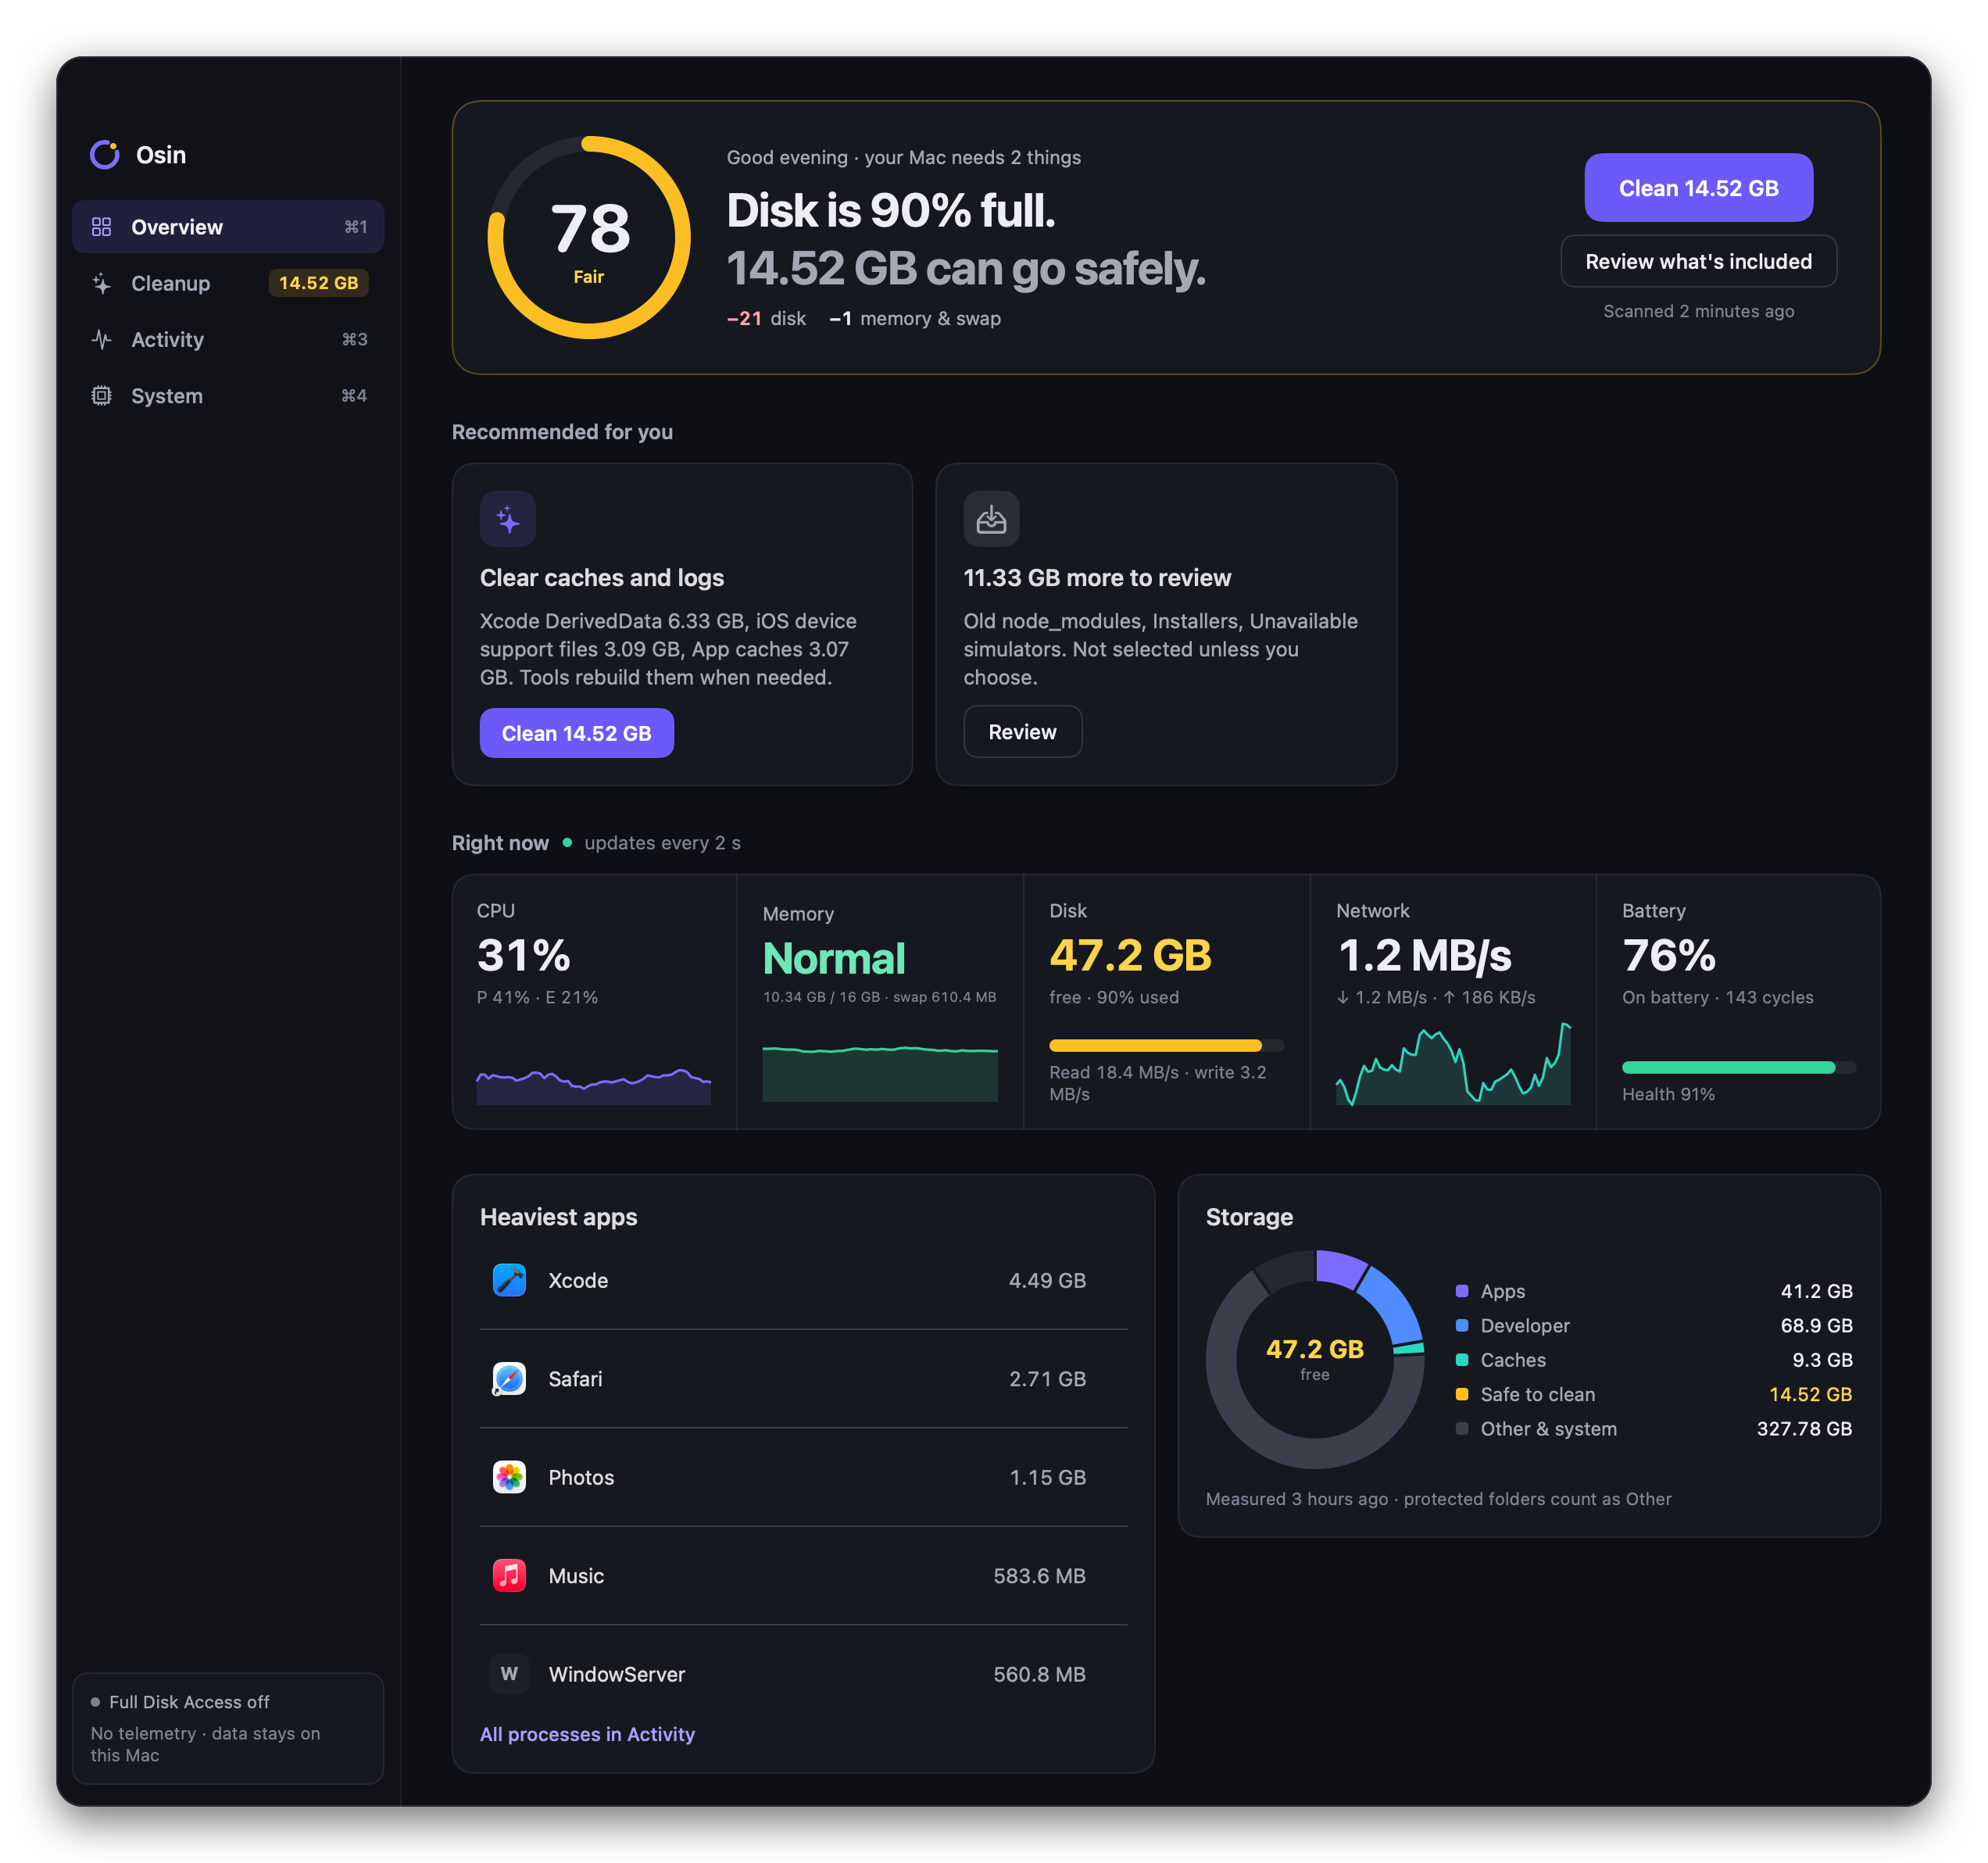 Osin
Overview ⌘1
Cleanup 14.52 GB
Activity ⌘3
System ⌘4
Full Disk Access off
No telemetry · data stays on
this Mac
78
Fair
Good evening · your Mac needs 2 things
Disk is 90% full.
14.52 GB can go safely.
−21 disk −1 memory & swap
Clean 14.52 GB
Review what's included
Scanned 2 minutes ago
Recommended for you
Clear caches and logs
Xcode DerivedData 6.33 GB, iOS device
support files 3.09 GB, App caches 3.07
GB. Tools rebuild them when needed.
Clean 14.52 GB
11.33 GB more to review
Old node_modules, Installers, Unavailable
simulators. Not selected unless you
choose.
Review
Right now updates every 2 s
CPU
31%
P 41% · E 21%
Memory
Normal
10.34 GB / 16 GB · swap 610.4 MB
Disk
47.2 GB
free · 90% used
Read 18.4 MB/s · write 3.2
MB/s
Network
1.2 MB/s
↓ 1.2 MB/s · ↑ 186 KB/s
Battery
76%
On battery · 143 cycles
Health 91%
Heaviest apps
Xcode 4.49 GB
Safari 2.71 GB
Photos 1.15 GB
Music 583.6 MB
W WindowServer 560.8 MB
All processes in Activity
Storage
47.2 GB
free
Apps 41.2 GB
Developer 68.9 GB
Caches 9.3 GB
Safe to clean 14.52 GB
Other & system 327.78 GB
Measured 3 hours ago · protected folders count as Other